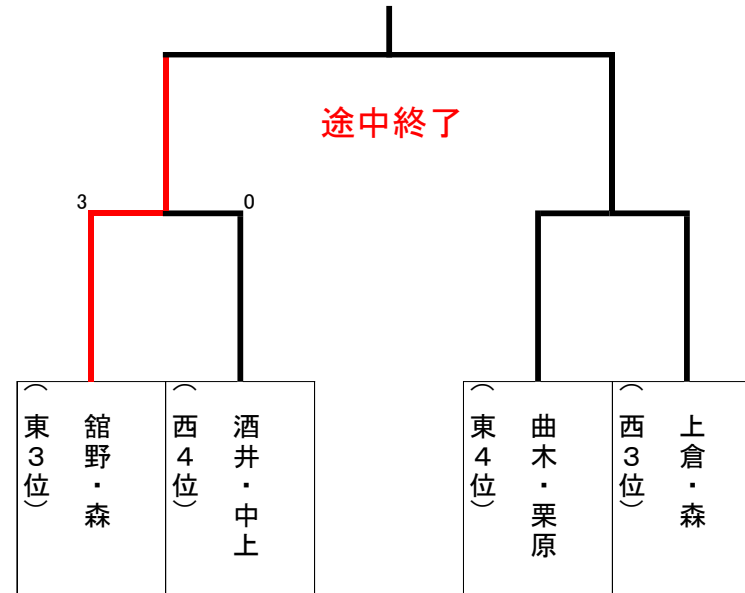 途中終了
3
0
（東３位）
舘野・森
（西４位）
酒井・中上
（東４位）
曲木・栗原
（西３位）
上倉・森